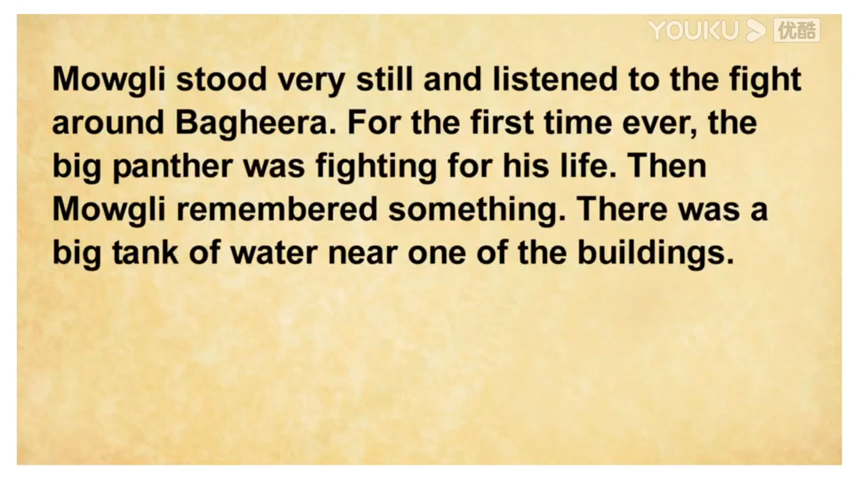 YOUKU 优酷
Mowgli stood very still and listened to the fight
around Bagheera. For the first time ever, the
big panther was fighting for his life. Then
Mowgli remembered something. There was a
big tank of water near one of the buildings.